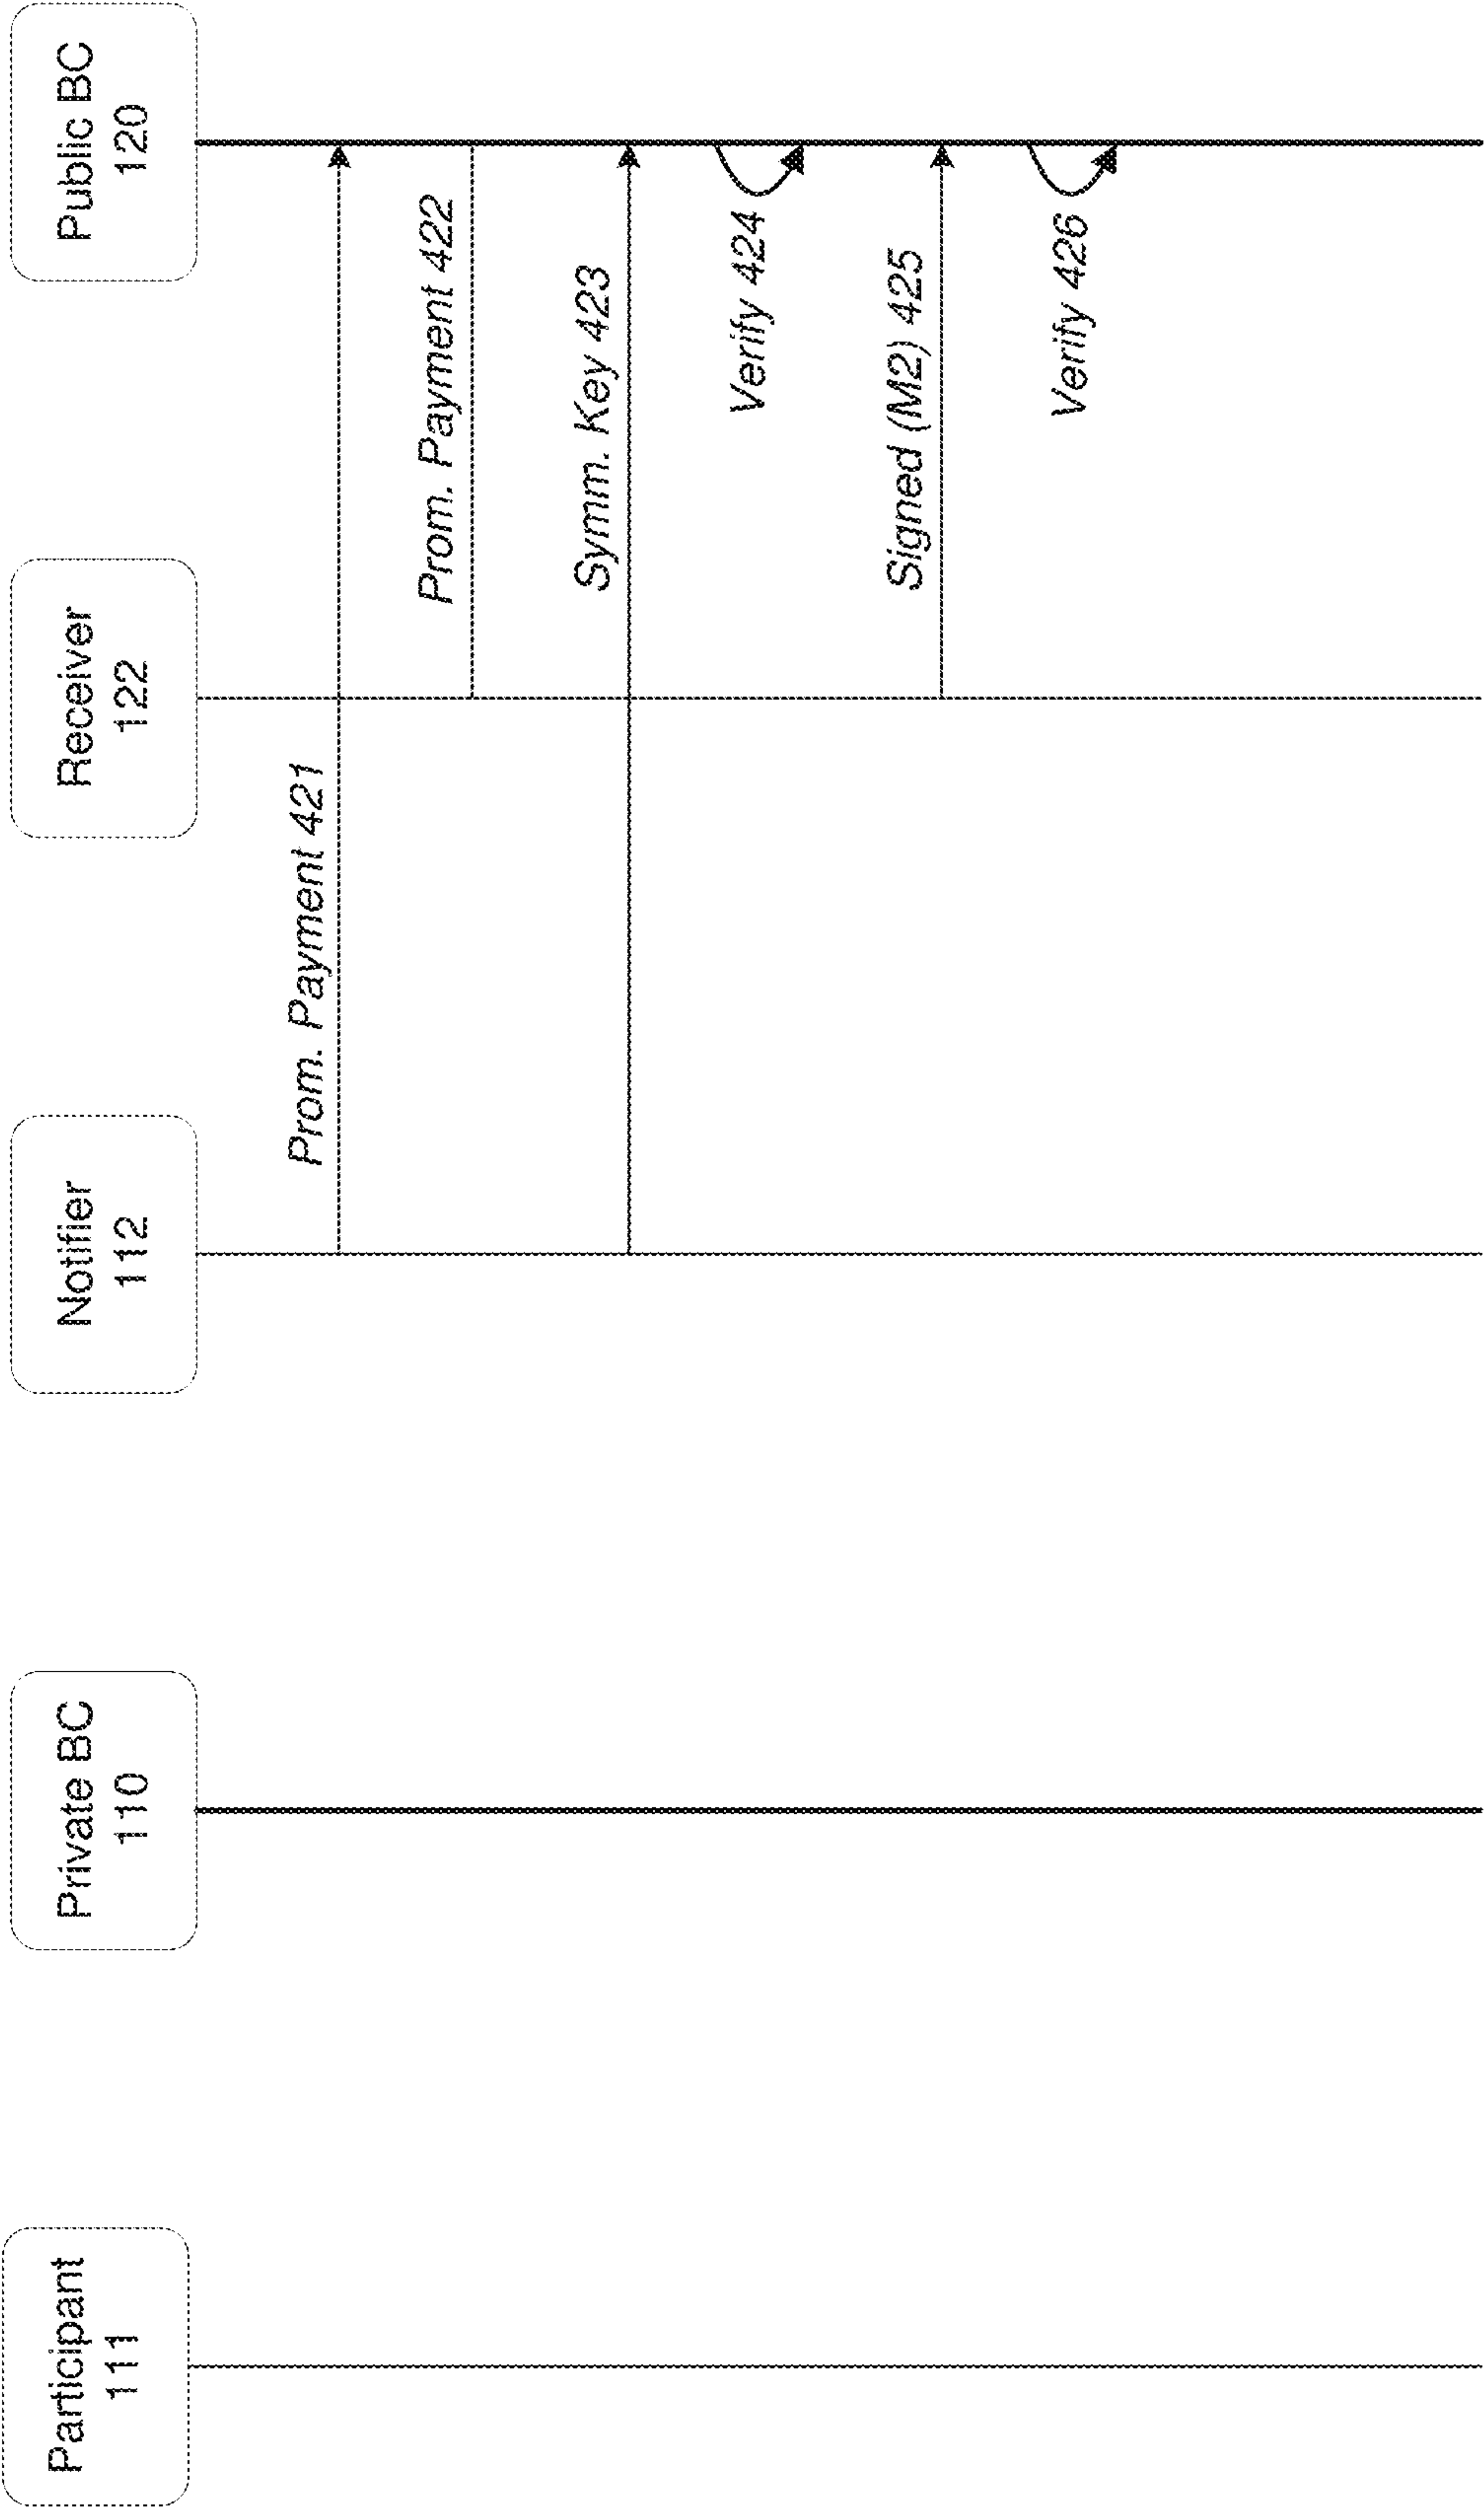 Participant
111
Private BC
110
Notifier
112
Receiver
122
Public BC
120
Prom. Payment 421
Prom. Payment 422
Symm. Key 423
Verify 424
Signed (M2) 425
Verify 426